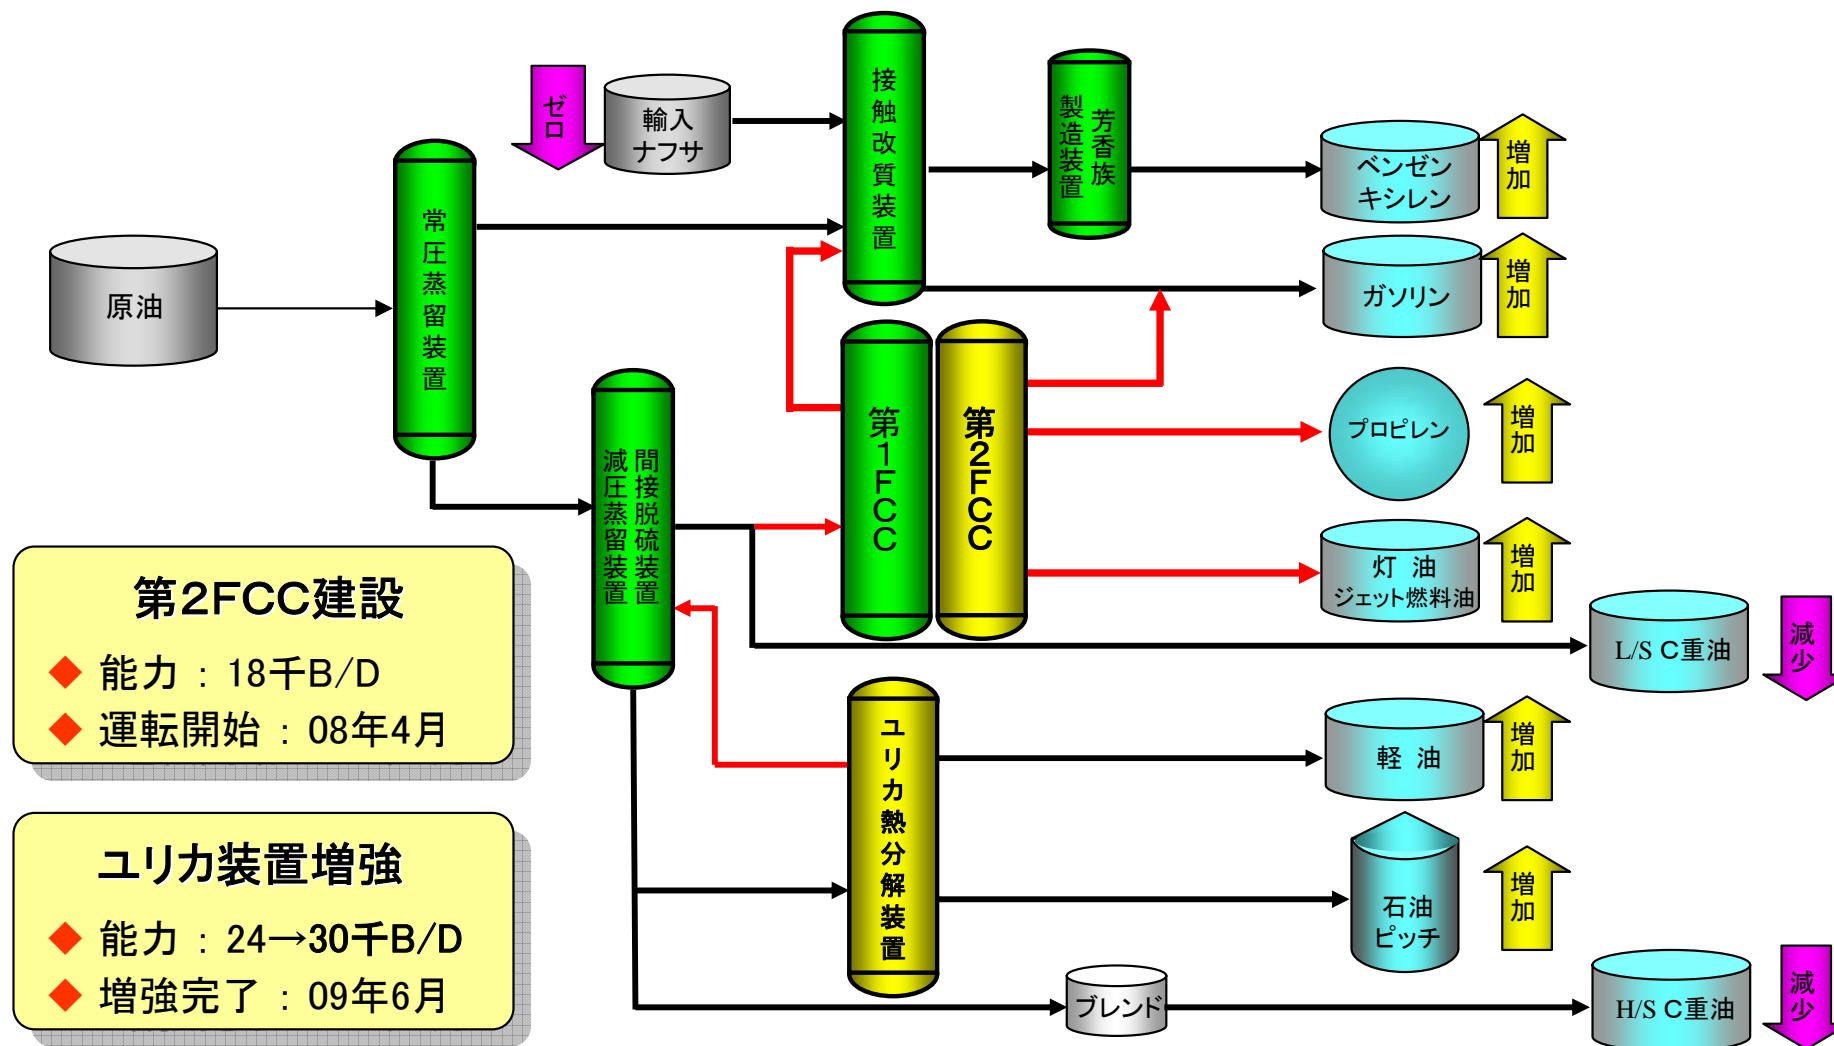 ゼロ
輸入
ナフサ
接触改質装置
芳香族
製造装置
ベンゼン
キシレン
増加
常圧蒸留装置
原油
ガソリン
増加
第1FCC
第2FCC
プロピレン
増加
間接脱硫装置
減圧蒸留装置
灯 油
ジェット燃料油
増加
L/S C重油
減少
第2FCC建設
◆ 能力 : 18千B/D
◆ 運転開始 : 08年4月
ユリカ熱分解装置
軽 油
増加
石油
ピッチ
増加
ユリカ装置増強
◆ 能力 : 24→30千B/D
◆ 増強完了 : 09年6月
ブレンド
H/S C重油
減少